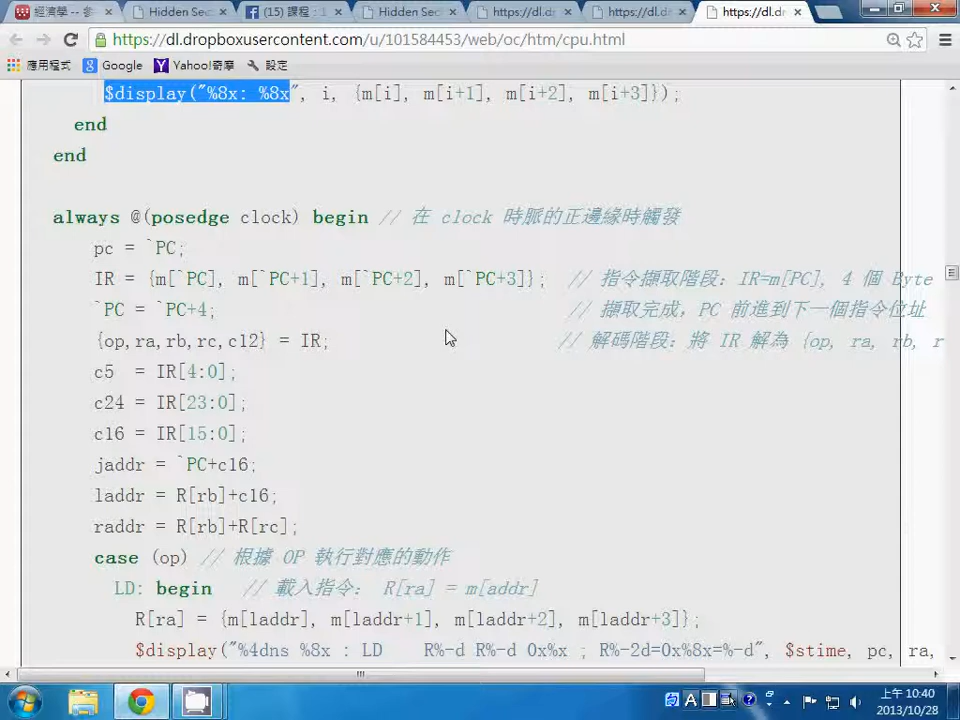 經濟學 -- 參
Hidden Sec
(15) 課程：1
Hidden Sec
https://dl.d
https://dl.d
https://dl.d
https://dl.dropboxusercontent.com/u/101584453/web/oc/htm/cpu.html
應用程式 Google Yahoo!奇摩 設定
$display("%8x: %8x", i, {m[i], m[i+1], m[i+2], m[i+3]});
end
end
always @(posedge clock) begin // 在 clock 時脈的正邊緣時觸發
pc = `PC;
IR = {m[`PC], m[`PC+1], m[`PC+2], m[`PC+3]}; // 指令擷取階段：IR=m[PC], 4 個 Byte
`PC = `PC+4; // 擷取完成，PC 前進到下一個指令位址
{op,ra,rb,rc,c12} = IR; // 解碼階段：將 IR 解為 {op, ra, rb, r
c5 = IR[4:0];
c24 = IR[23:0];
c16 = IR[15:0];
jaddr = `PC+c16;
laddr = R[rb]+c16;
raddr = R[rb]+R[rc];
case (op) // 根據 OP 執行對應的動作
LD: begin // 載入指令： R[ra] = m[addr]
R[ra] = {m[laddr], m[laddr+1], m[laddr+2], m[laddr+3]};
$display("%4dns %8x : LD R%-d R%-d 0x%x ; R%-2d=0x%8x=%-d", $stime, pc, ra,
A
上午 10:40
2013/10/28